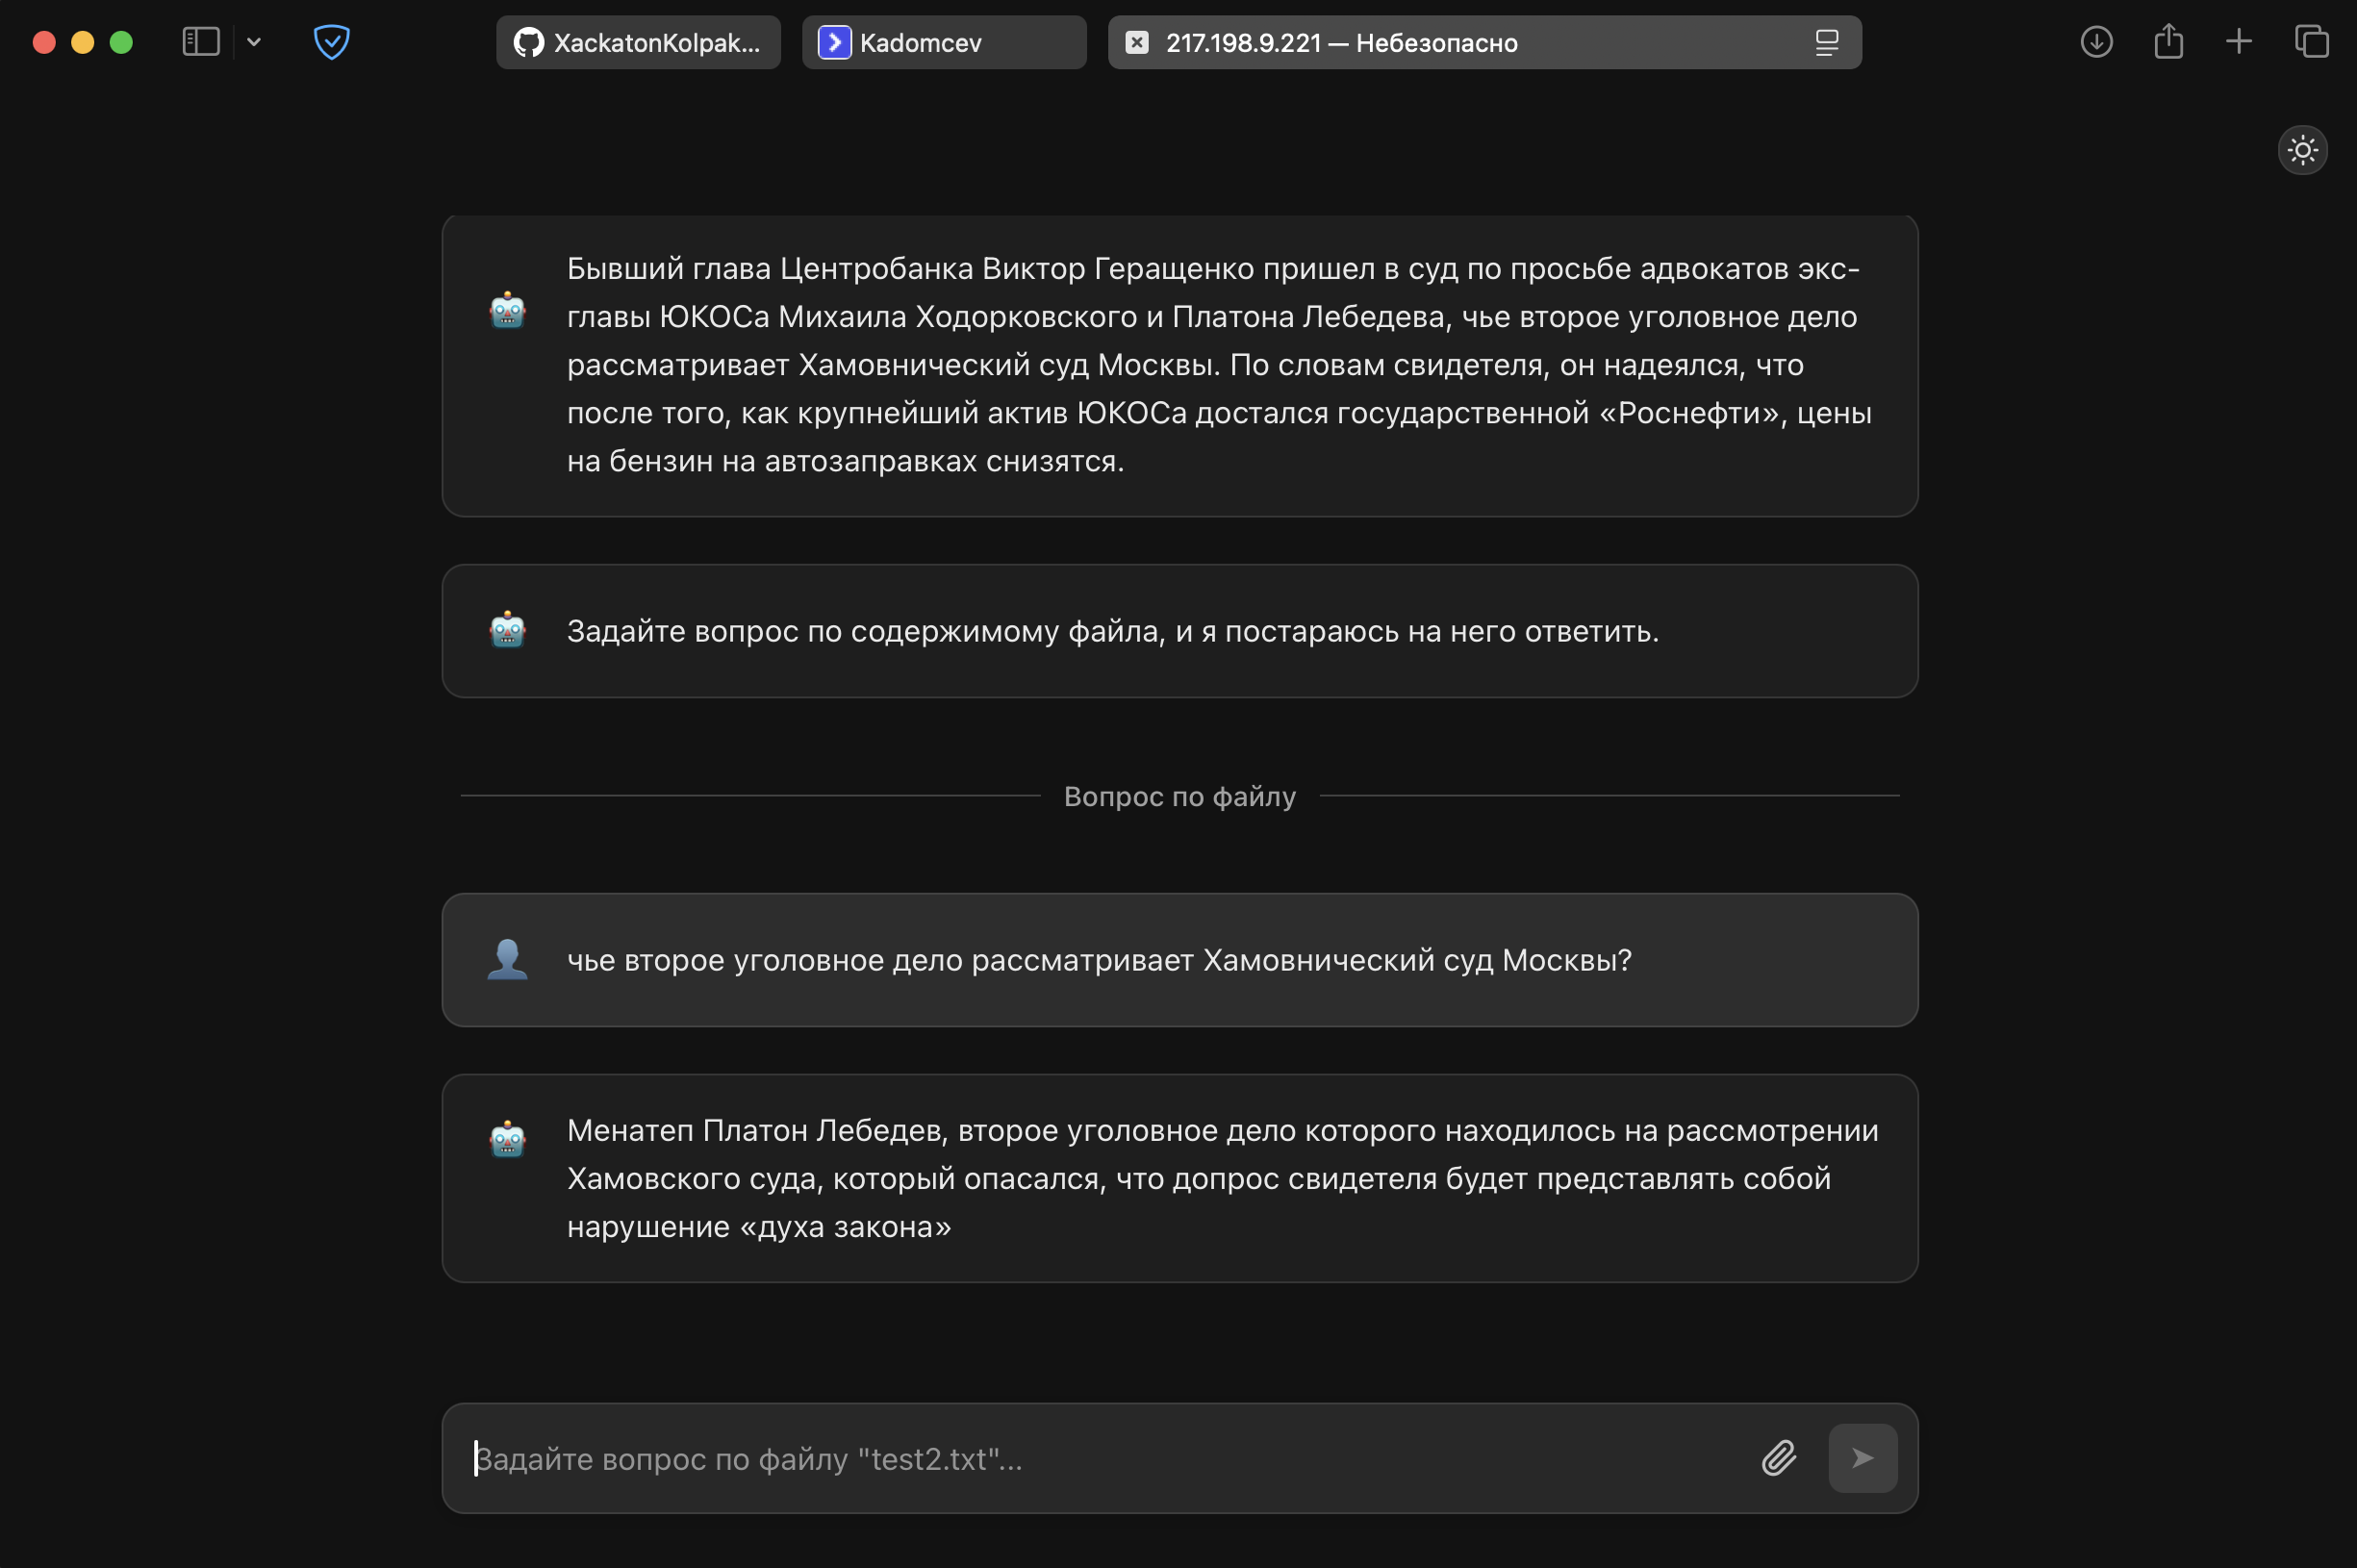 XackatonKolpak...
Kadomcev
217.198.9.221 — Небезопасно
Бывший глава Центробанка Виктор Геращенко пришел в суд по просьбе адвокатов экс-
главы ЮКОСа Михаила Ходорковского и Платона Лебедева, чье второе уголовное дело
рассматривает Хамовнический суд Москвы. По словам свидетеля, он надеялся, что
после того, как крупнейший актив ЮКОСа достался государственной «Роснефти», цены
на бензин на автозаправках снизятся.
Задайте вопрос по содержимому файла, и я постараюсь на него ответить.
Вопрос по файлу
чье второе уголовное дело рассматривает Хамовнический суд Москвы?
Менатеп Платон Лебедев, второе уголовное дело которого находилось на рассмотрении
Хамовского суда, который опасался, что допрос свидетеля будет представлять собой
нарушение «духа закона»
Задайте вопрос по файлу "test2.txt"...